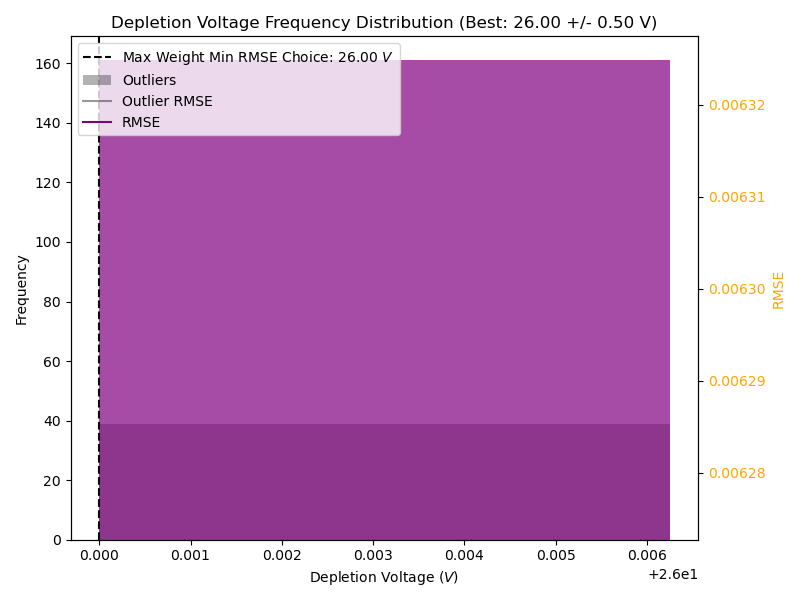 Depletion Voltage Frequency Distribution (Best: 26.00 +/- 0.50 V)
Max Weight Min RMSE Choice: 26.00 V
Outliers
Outlier RMSE
RMSE
160
140
120
100
80
60
40
20
0
Frequency
0.00632
0.00631
0.00630
0.00629
0.00628
RMSE
0.000 0.001 0.002 0.003 0.004 0.005 0.006
+2.6e1
Depletion Voltage (V)